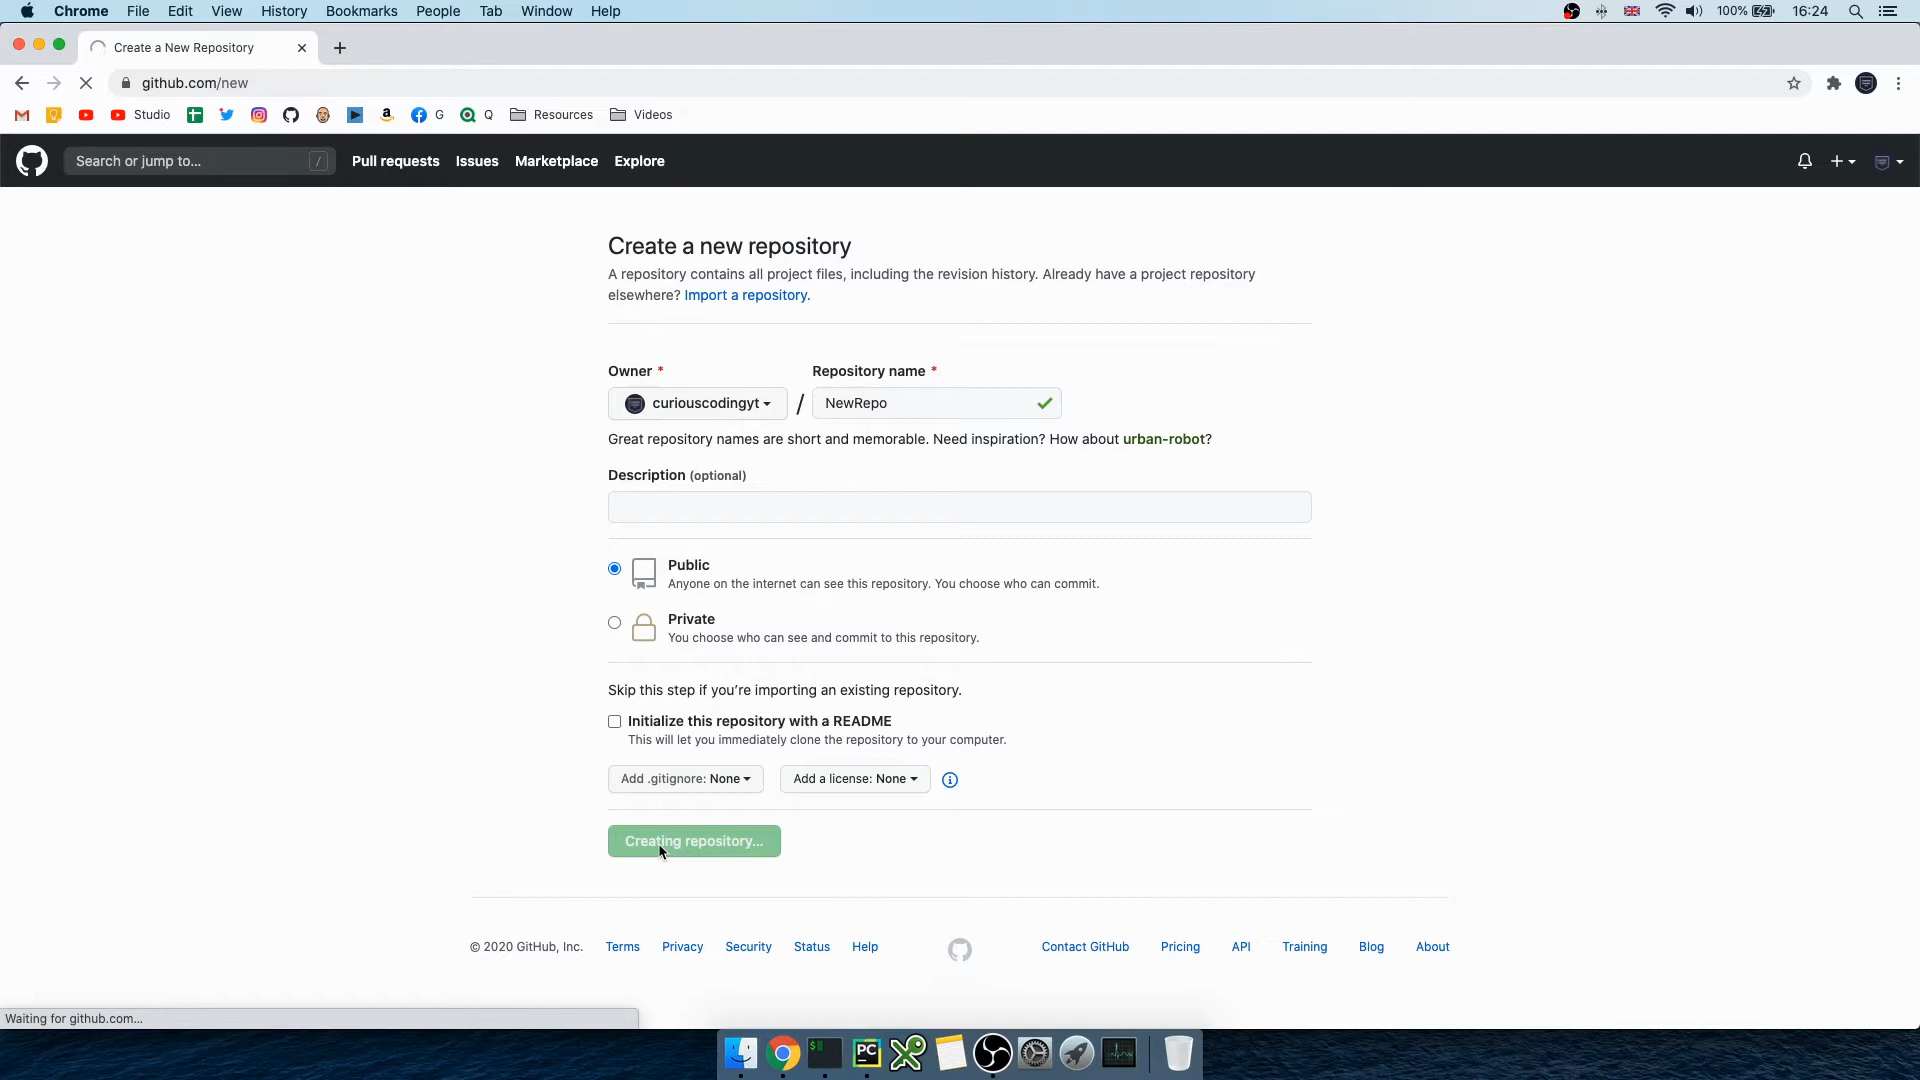 Chrome File Edit View History Bookmarks People Tab Window Help 100% 16:24
Create a New Repository
github.com/new
Studio G Q Resources Videos
Search or jump to... / Pull requests Issues Marketplace Explore
Create a new repository
A repository contains all project files, including the revision history. Already have a project repository
elsewhere? Import a repository.
Owner * Repository name *
curiouscodingyt / NewRepo
Great repository names are short and memorable. Need inspiration? How about urban-robot?
Description (optional)
Public
Anyone on the internet can see this repository. You choose who can commit.
Private
You choose who can see and commit to this repository.
Skip this step if you’re importing an existing repository.
Initialize this repository with a README
This will let you immediately clone the repository to your computer.
Add .gitignore: None Add a license: None
Creating repository...
© 2020 GitHub, Inc. Terms Privacy Security Status Help Contact GitHub Pricing API Training Blog About
Waiting for github.com...
$ PC